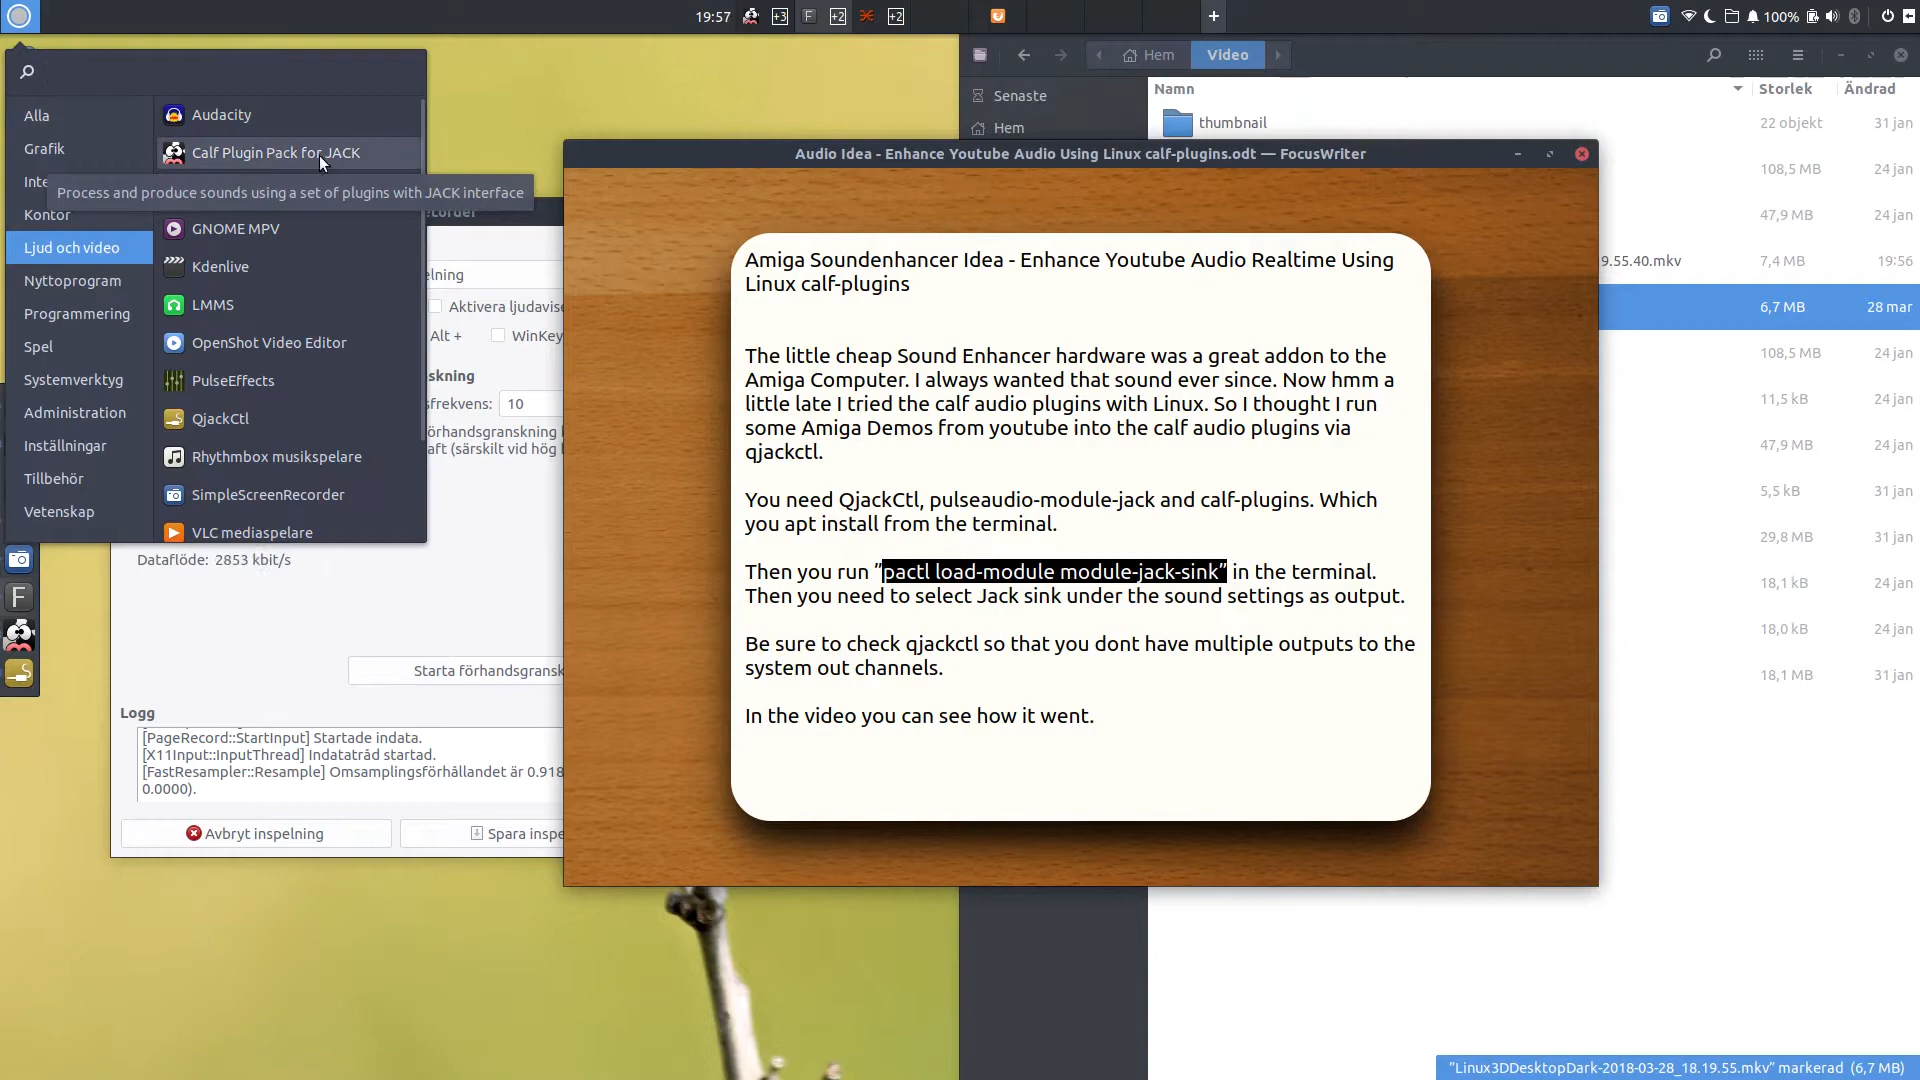 19:57
+3
F
+2
+2
+
100%
Hem
Video
Alla
Grafik
Inte
Kontor
Ljud och video
Nyttoprogram
Programmering
Spel
Systemverktyg
Administration
Inställningar
Tillbehör
Vetenskap
Audacity
Calf Plugin Pack for JACK
Process and produce sounds using a set of plugins with JACK interface
GNOME MPV
Kdenlive
LMMS
OpenShot Video Editor
PulseEffects
QjackCtl
Rhythmbox musikspelare
SimpleScreenRecorder
VLC mediaspelare
ecorder
elning
Aktivera ljudavise
Alt +
WinKey
skning
sfrekvens: 10
örhandsgranskning
aft (särskilt vid hög
Dataflöde: 2853 kbit/s
Starta förhandsgransk
Logg
[PageRecord::StartInput] Startade indata.
[X11Input::InputThread] Indatatråd startad.
[FastResampler::Resample] Omsamplingsförhållandet är 0.918
0.0000).
Avbryt inspelning
Spara inspe
F
Audio Idea - Enhance Youtube Audio Using Linux calf-plugins.odt — FocusWriter
Amiga Soundenhancer Idea - Enhance Youtube Audio Realtime Using
Linux calf-plugins
The little cheap Sound Enhancer hardware was a great addon to the
Amiga Computer. I always wanted that sound ever since. Now hmm a
little late I tried the calf audio plugins with Linux. So I thought I run
some Amiga Demos from youtube into the calf audio plugins via
qjackctl.
You need QjackCtl, pulseaudio-module-jack and calf-plugins. Which
you apt install from the terminal.
Then you run ”pactl load-module module-jack-sink” in the terminal.
Then you need to select Jack sink under the sound settings as output.
Be sure to check qjackctl so that you dont have multiple outputs to the
system out channels.
In the video you can see how it went.
Senaste
Hem
Namn Storlek Ändrad
thumbnail 22 objekt 31 jan
108,5 MB 24 jan
47,9 MB 24 jan
9.55.40.mkv 7,4 MB 19:56
6,7 MB 28 mar
108,5 MB 24 jan
11,5 kB 24 jan
47,9 MB 24 jan
5,5 kB 31 jan
29,8 MB 31 jan
18,1 kB 24 jan
18,0 kB 24 jan
18,1 MB 31 jan
”Linux3DDesktopDark-2018-03-28_18.19.55.mkv” markerad (6,7 MB)